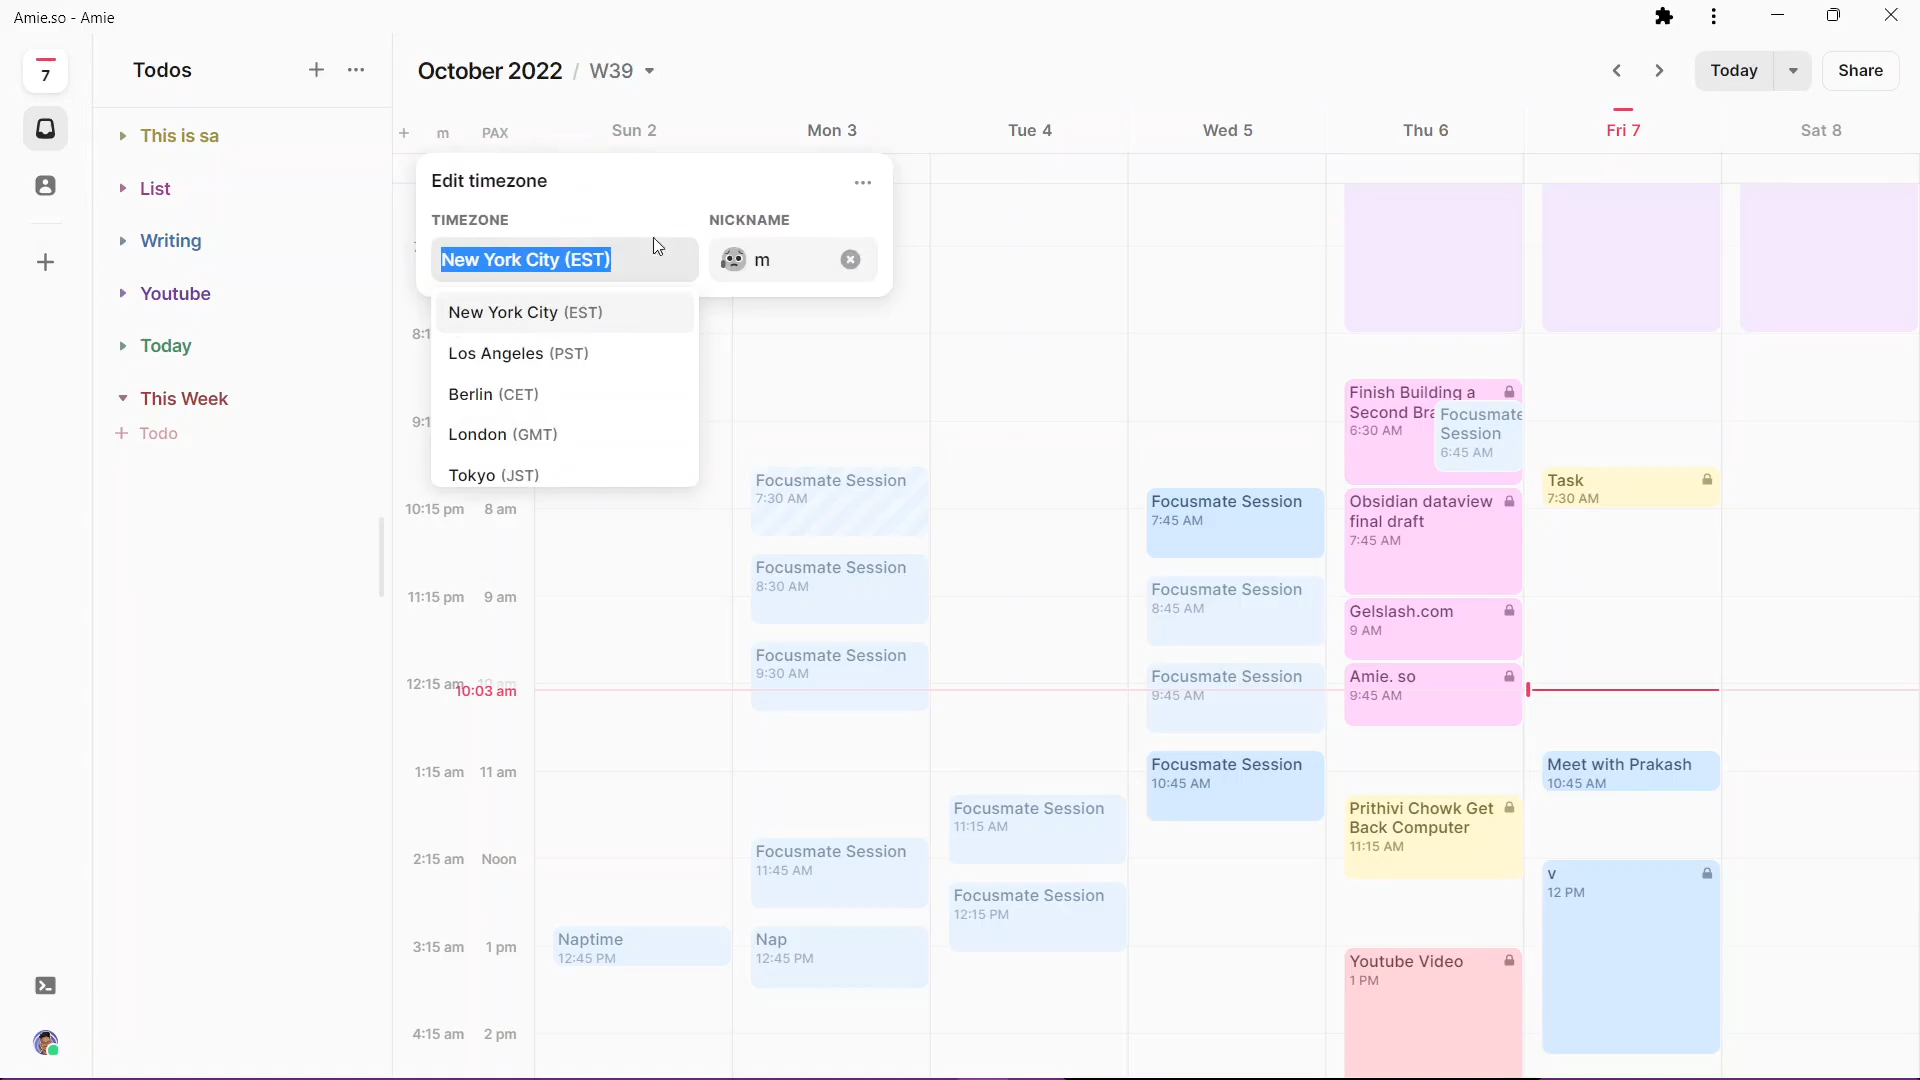 Amie.so - Amie
7
Todos
This is sa
List
Writing
Youtube
Today
This Week
+ Todo
October 2022 / W39
Today
Share
+ m PAX
Sun 2
Mon 3
Tue 4
Wed 5
Thu 6
Fri 7
Sat 8
Edit timezone
TIMEZONE
NICKNAME
New York City (EST)
m
New York City (EST)
Los Angeles (PST)
Berlin (CET)
London (GMT)
Tokyo (JST)
8:1
9:1
10:15 pm 8 am
11:15 pm 9 am
12:15 am 10 am
10:03 am
1:15 am 11 am
2:15 am Noon
3:15 am 1 pm
4:15 am 2 pm
Naptime
12:45 PM
Focusmate Session
7:30 AM
Focusmate Session
8:30 AM
Focusmate Session
9:30 AM
Focusmate Session
11:45 AM
Nap
12:45 PM
Focusmate Session
11:15 AM
Focusmate Session
12:15 PM
Focusmate Session
7:45 AM
Focusmate Session
8:45 AM
Focusmate Session
9:45 AM
Focusmate Session
10:45 AM
Finish Building a
Second Bra
6:30 AM
Focusmate
Session
6:45 AM
Obsidian dataview
final draft
7:45 AM
Gelslash.com
9 AM
Amie. so
9:45 AM
Prithivi Chowk Get
Back Computer
11:15 AM
Youtube Video
1 PM
Task
7:30 AM
Meet with Prakash
10:45 AM
v
12 PM